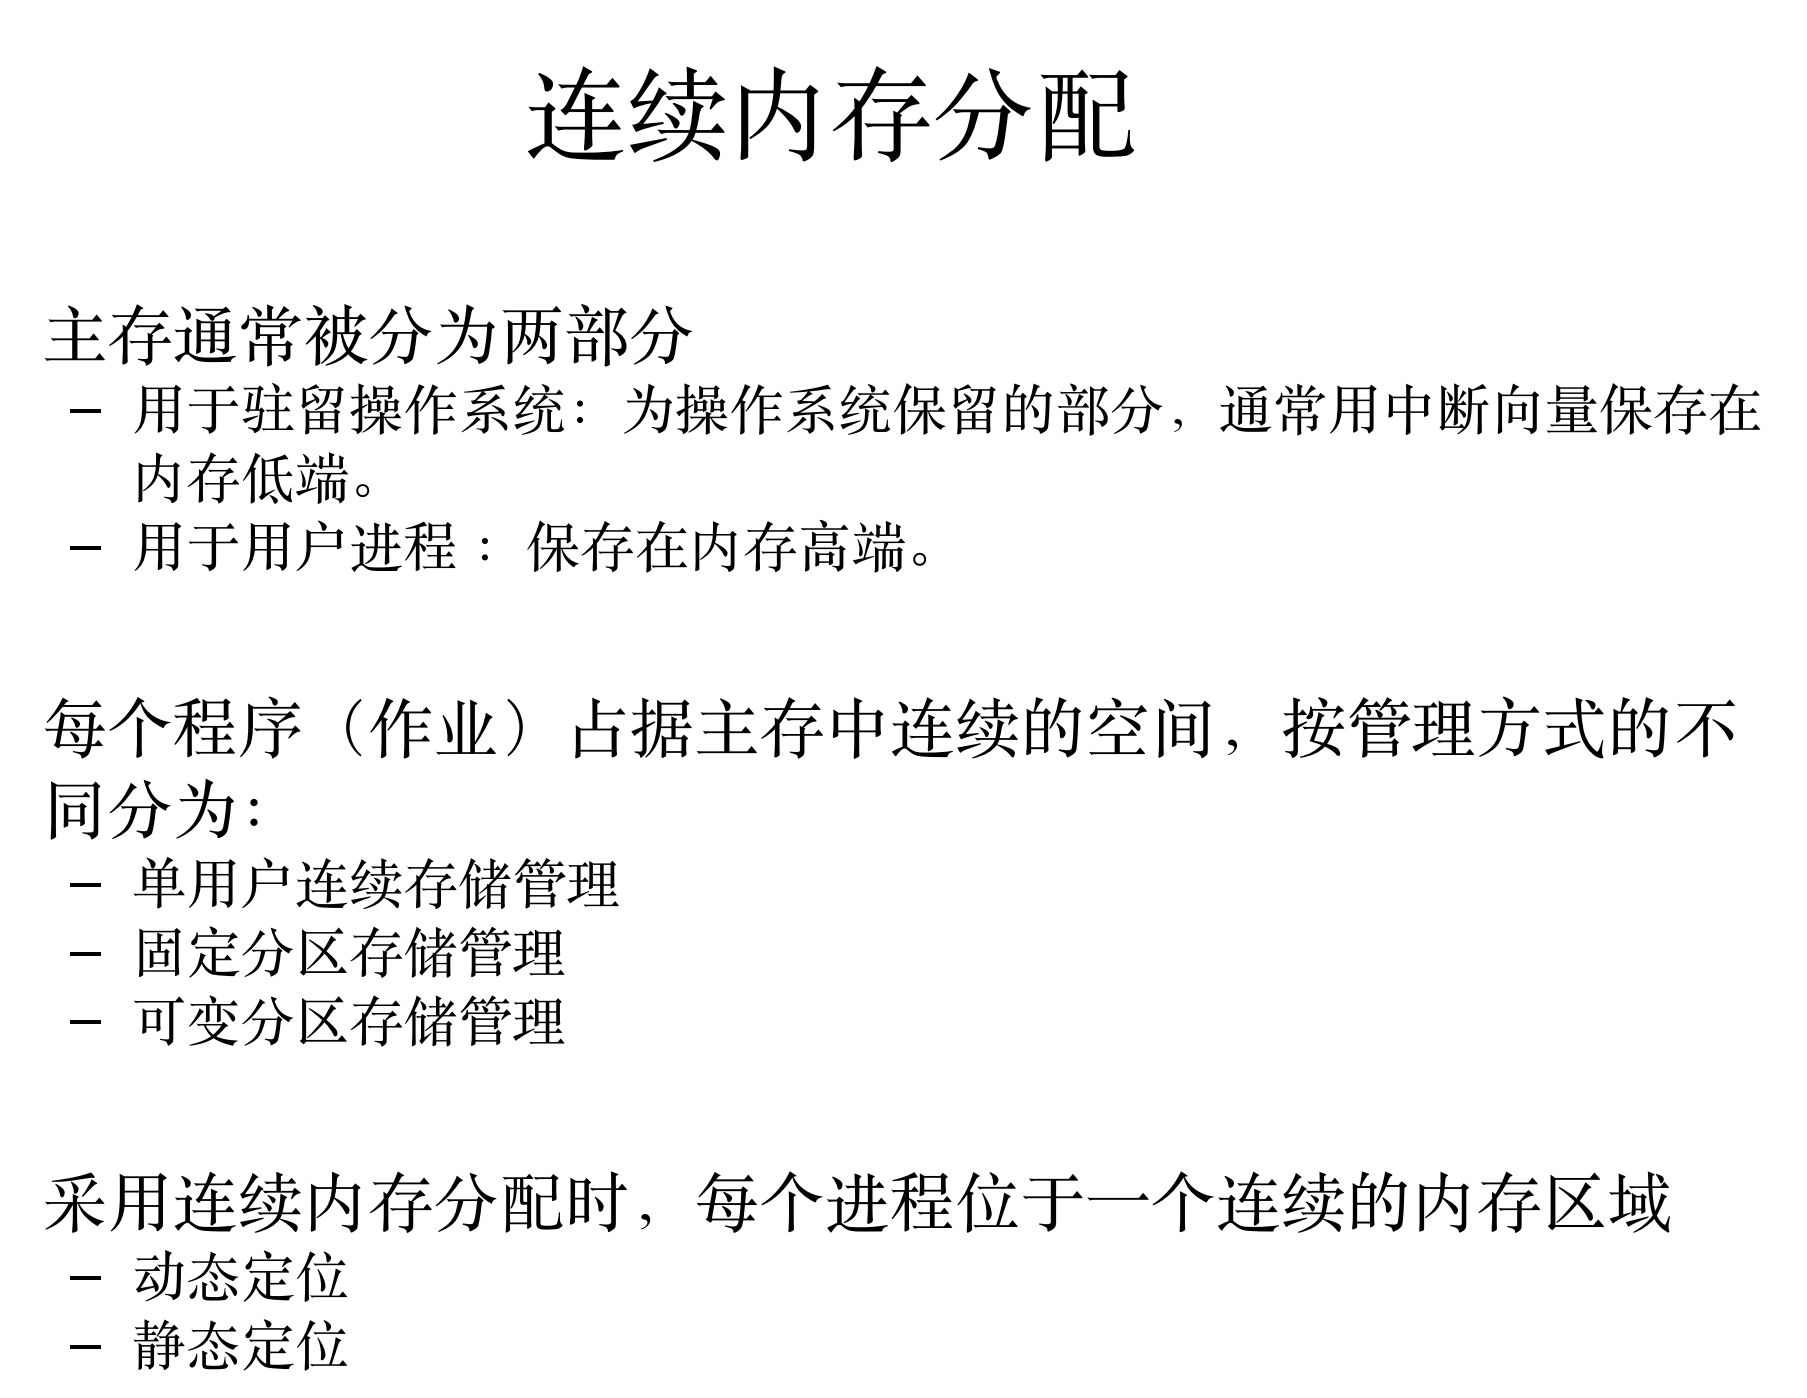 连续内存分配
主存通常被分为两部分
– 用于驻留操作系统：为操作系统保留的部分，通常用中断向量保存在
内存低端。
– 用于用户进程 ：保存在内存高端。
每个程序（作业）占据主存中连续的空间，按管理方式的不
同分为：
– 单用户连续存储管理
– 固定分区存储管理
– 可变分区存储管理
采用连续内存分配时，每个进程位于一个连续的内存区域
– 动态定位
– 静态定位